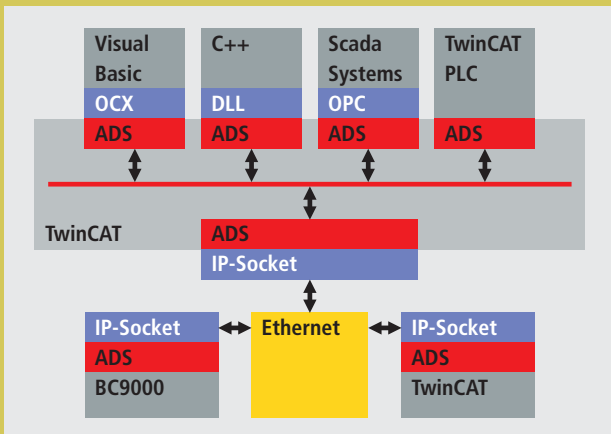 Visual
Basic
OCX
ADS
C++
DLL
ADS
Scada
Systems
OPC
ADS
TwinCAT
PLC
ADS
TwinCAT
ADS
IP-Socket
IP-Socket
ADS
BC9000
Ethernet
IP-Socket
ADS
TwinCAT